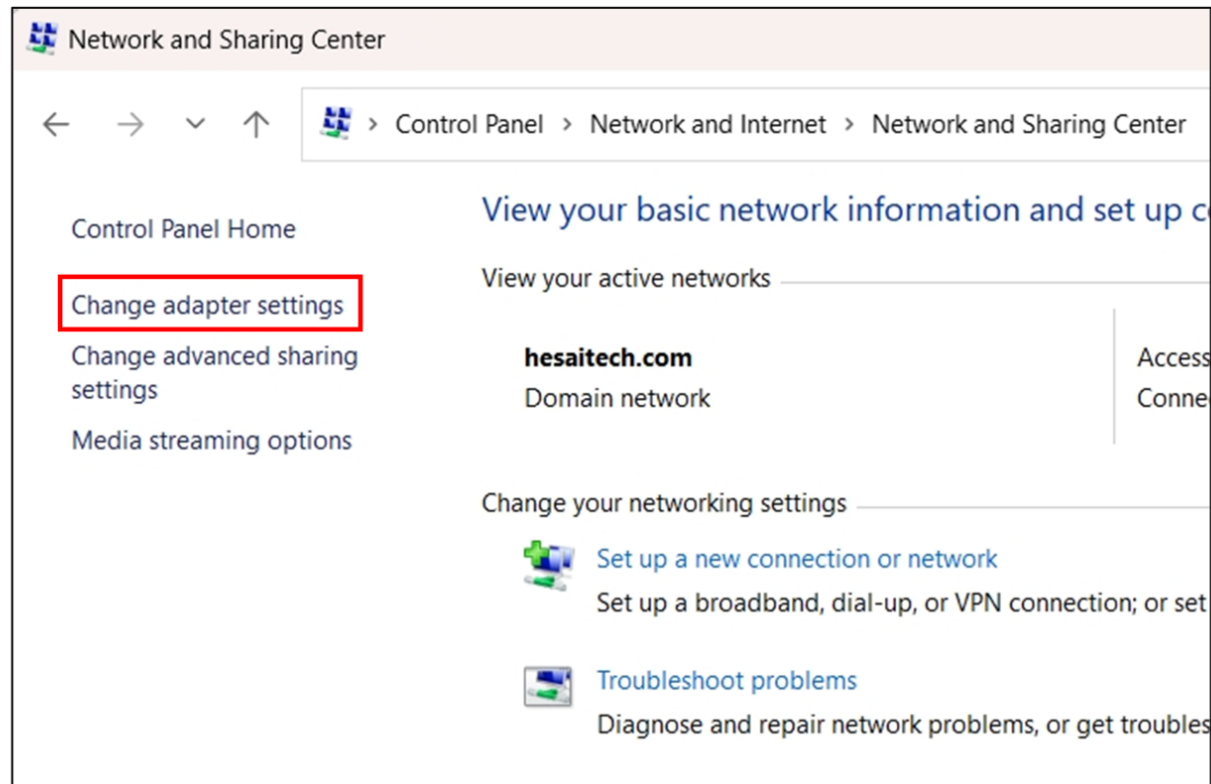 Network and Sharing Center
Control Panel > Network and Internet > Network and Sharing Center
Control Panel Home
Change adapter settings
Change advanced sharing
settings
Media streaming options
View your basic network information and set up
View your active networks
hesaitech.com
Domain network
Access
Change your networking settings
Set up a new connection or network
Set up a broadband, dial-up, or VPN connection; or set
Troubleshoot problems
Diagnose and repair network problems, or get